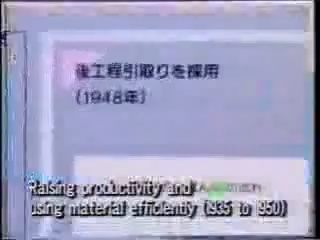 後工程引取りを採用
(1948年)
Raising productivity and
using material efficiently (1935 to 1950)